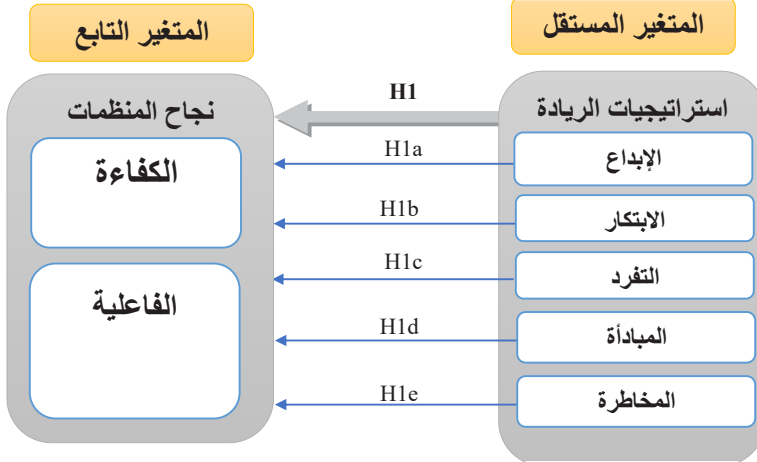 المتغير المستقل
المتغير التابع
استراتيجيات الريادة
H1
نجاح المنظمات
الإبداع
H1a
الكفاءة
الابتكار
H1b
التفرد
H1c
الفاعلية
المبادأة
H1d
المخاطرة
H1e